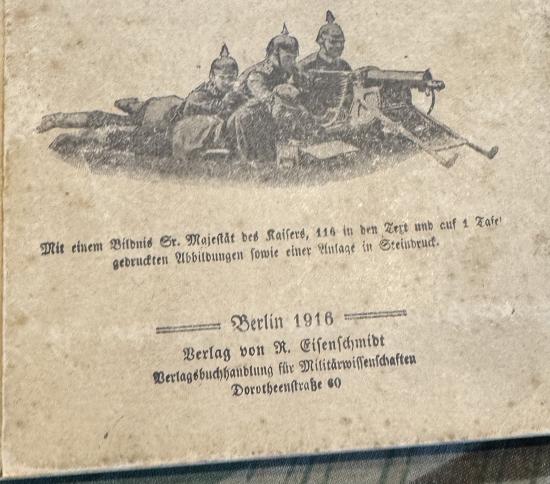 Mit einem Bildnis Sr. Majestät des Kaisers, 116 in den Text und auf 1 Tafel
gedruckten Abbildungen sowie einer Anlage in Steindruck.
Berlin 1916
Verlag von R. Eisenschmidt
Verlagsbuchhandlung für Militärwissenschaften
Dorotheenstraße 60